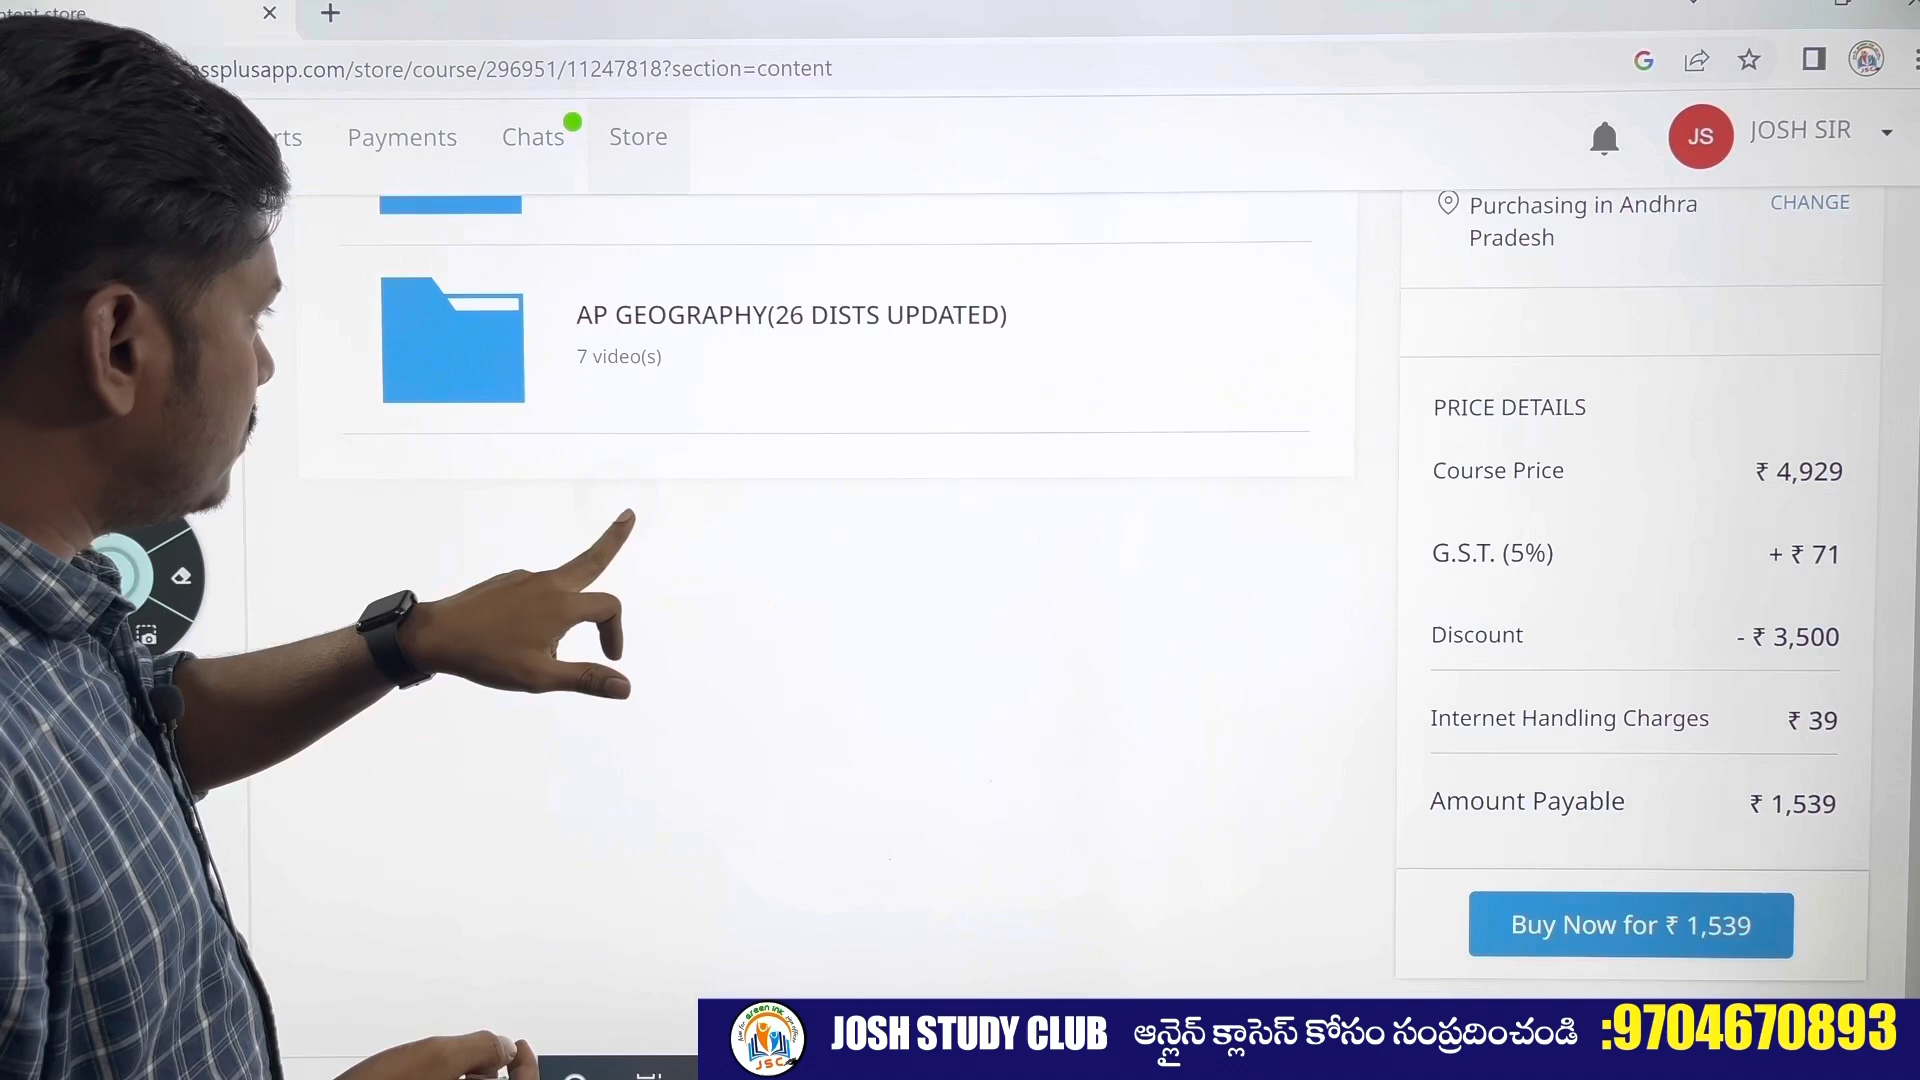 ntent store
ssplusapp.com/store/course/296951/11247818?section=content
rts Payments Chats Store
JS JOSH SIR
Purchasing in Andhra Pradesh CHANGE
AP GEOGRAPHY(26 DISTS UPDATED)
7 video(s)
PRICE DETAILS
Course Price ₹ 4,929
G.S.T. (5%) + ₹ 71
Discount - ₹ 3,500
Internet Handling Charges ₹ 39
Amount Payable ₹ 1,539
Buy Now for ₹ 1,539
JSC JOSH STUDY CLUB ఆన్లైన్ క్లాసెస్ కోసం సంప్రదించండి :9704670893